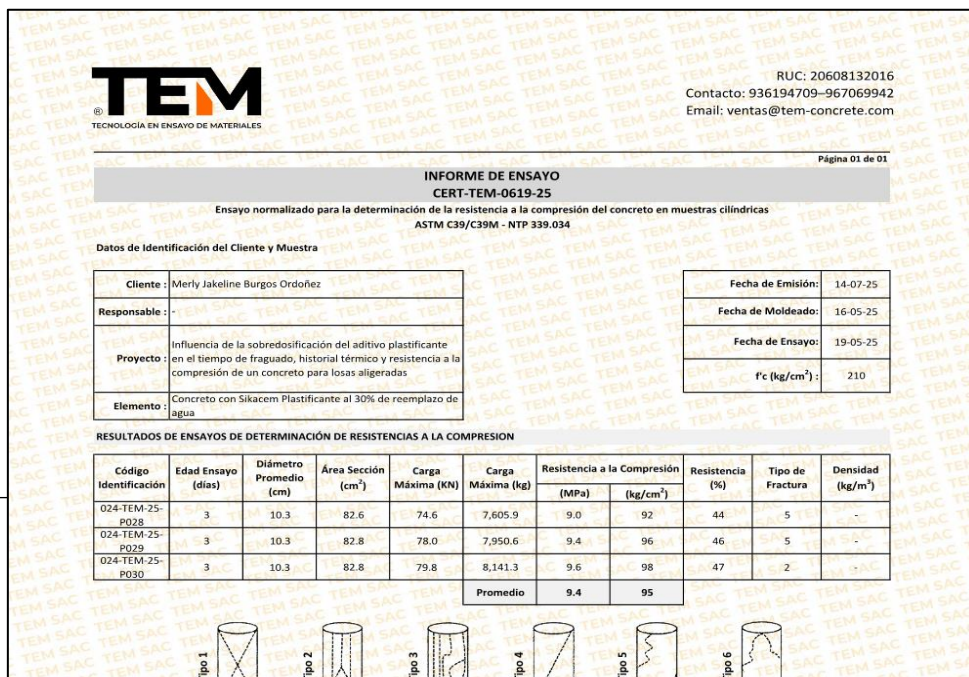 TEM
®
TECNOLOGÍA EN ENSAYO DE MATERIALES
RUC: 20608132016
Contacto: 936194709–967069942
Email: ventas@tem-concrete.com
Página 01 de 01
INFORME DE ENSAYO
CERT-TEM-0619-25
Ensayo normalizado para la determinación de la resistencia a la compresión del concreto en muestras cilíndricas
ASTM C39/C39M - NTP 339.034
Datos de Identificación del Cliente y Muestra
Cliente : Merly Jakeline Burgos Ordoñez
Responsable : -
Proyecto : Influencia de la sobredosificación del aditivo plastificante
en el tiempo de fraguado, historial térmico y resistencia a la
compresión de un concreto para losas aligeradas
Elemento : Concreto con Sikacem Plastificante al 30% de reemplazo de
agua
Fecha de Emisión: 14-07-25
Fecha de Moldeado: 16-05-25
Fecha de Ensayo: 19-05-25
f'c (kg/cm²) : 210
RESULTADOS DE ENSAYOS DE DETERMINACIÓN DE RESISTENCIAS A LA COMPRESION
Código Identificación Edad Ensayo (días) Diámetro Promedio (cm) Área Sección (cm²) Carga Máxima (KN) Carga Máxima (kg) Resistencia a la Compresión (MPa) (kg/cm²) Resistencia (%) Tipo de Fractura Densidad (kg/m³)
024-TEM-25-P028 3 10.3 82.6 74.6 7,605.9 9.0 92 44 5 -
024-TEM-25-P029 3 10.3 82.8 78.0 7,950.6 9.4 96 46 5 -
024-TEM-25-P030 3 10.3 82.8 79.8 8,141.3 9.6 98 47 2 -
Promedio 9.4 95
Tipo 1 Tipo 2 Tipo 3 Tipo 4 Tipo 5 Tipo 6